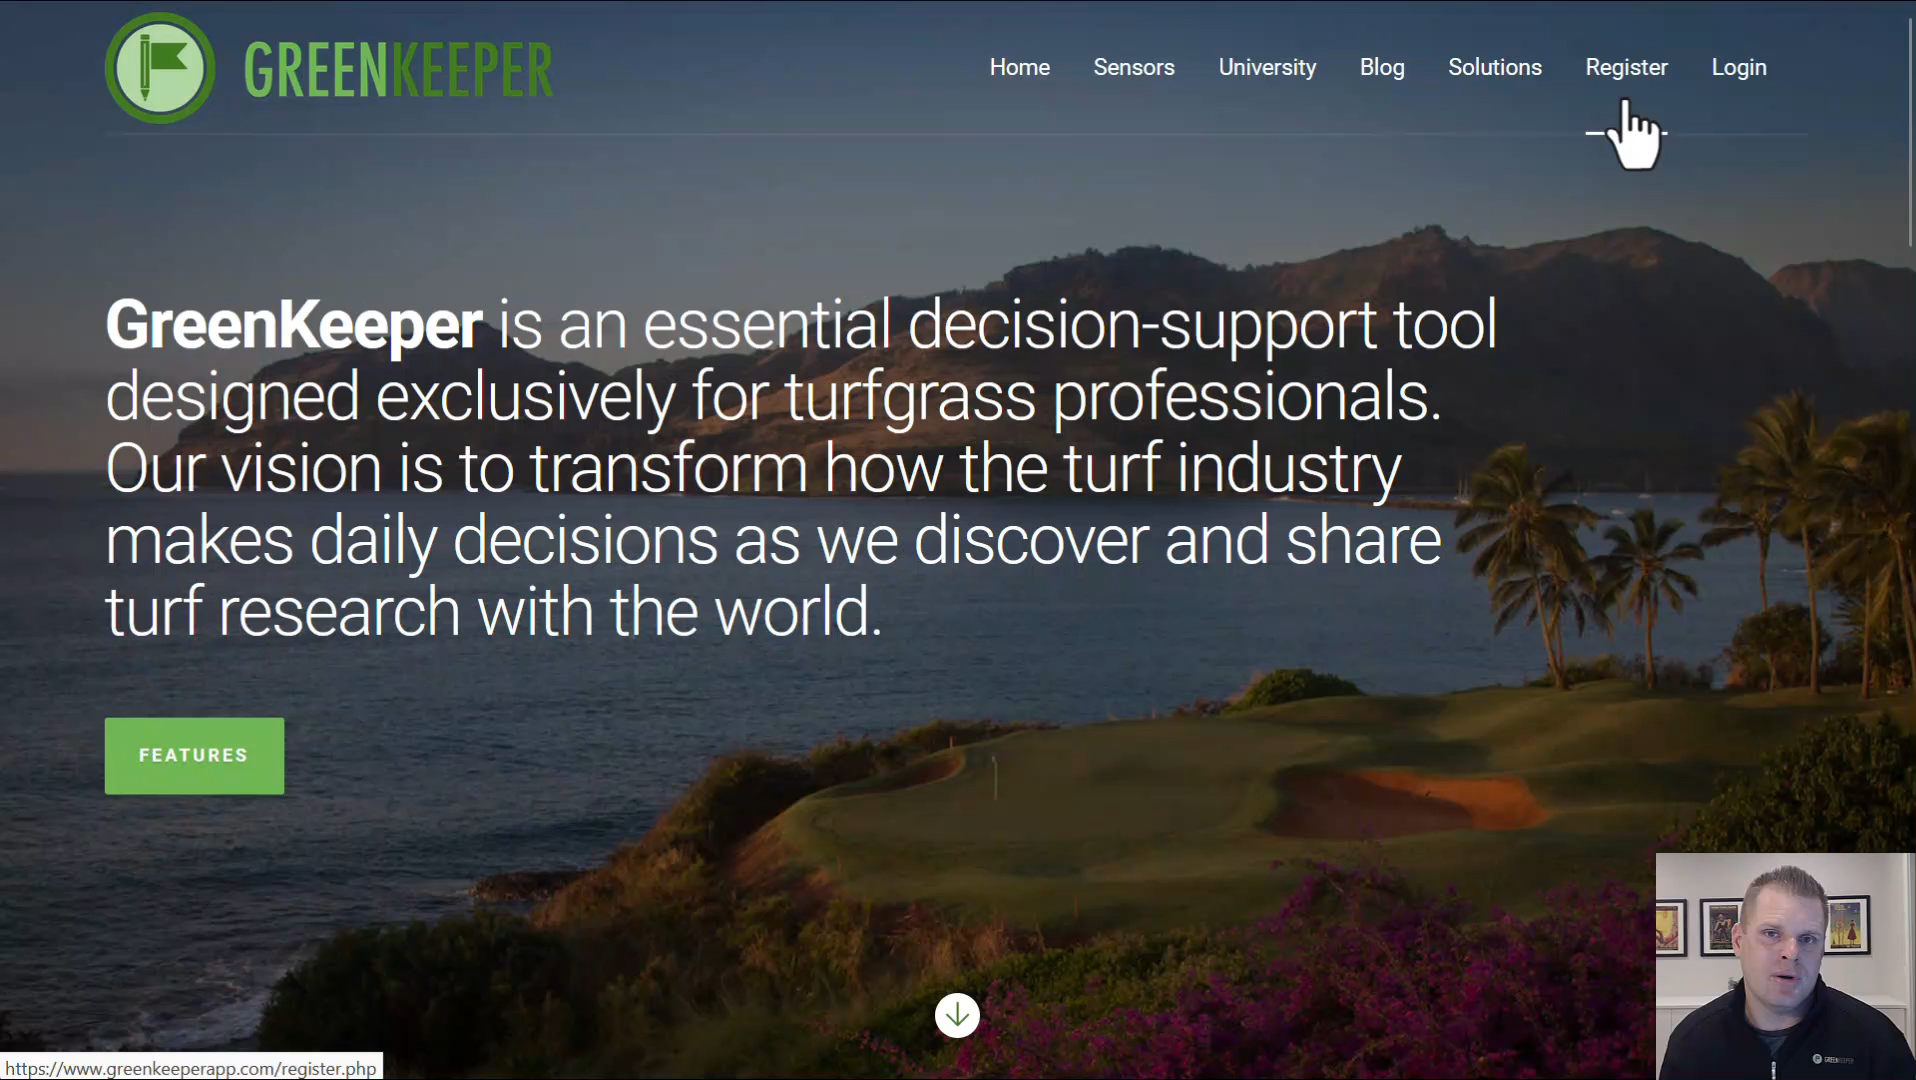 GREENKEEPER
Home Sensors University Blog Solutions Register Login
GreenKeeper is an essential decision-support tool
designed exclusively for turfgrass professionals.
Our vision is to transform how the turf industry
makes daily decisions as we discover and share
turf research with the world.
FEATURES
GREENKEEPER
https://www.greenkeeperapp.com/register.php